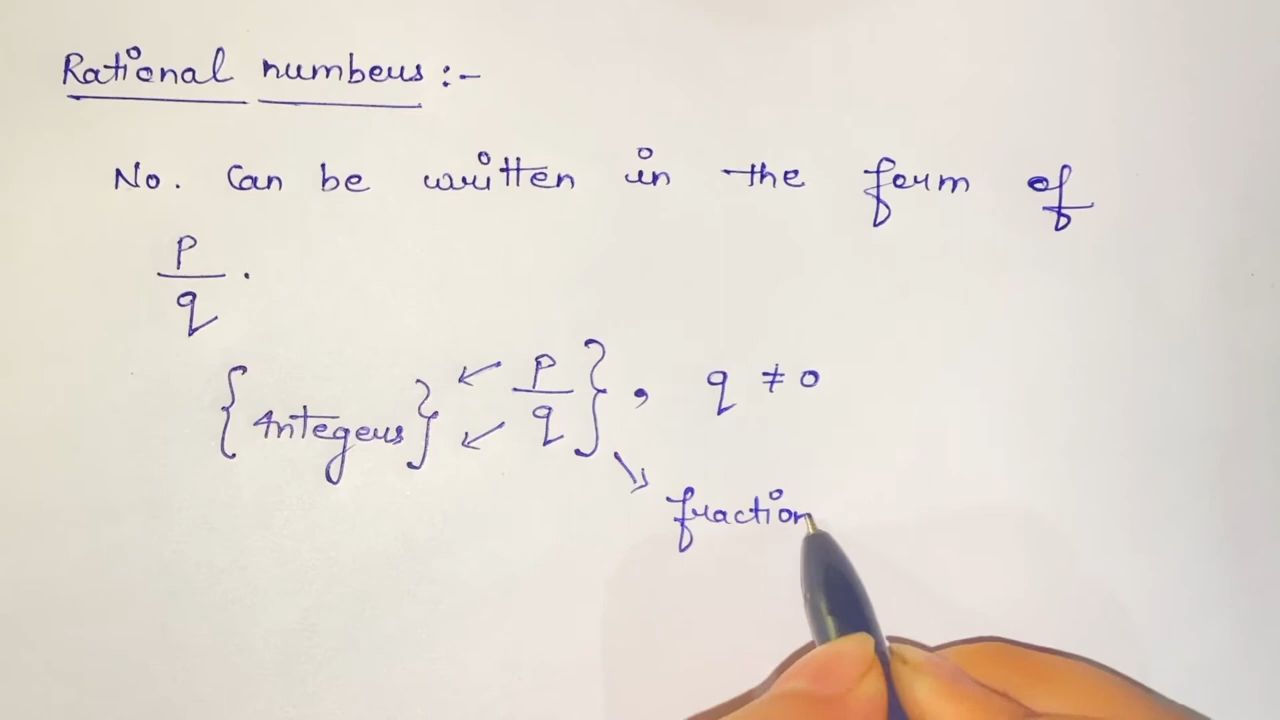 Rational numbers :-
No. Can be written in the form of
P/q .
{Integers} ↙ P/q } , q ≠ 0
fraction